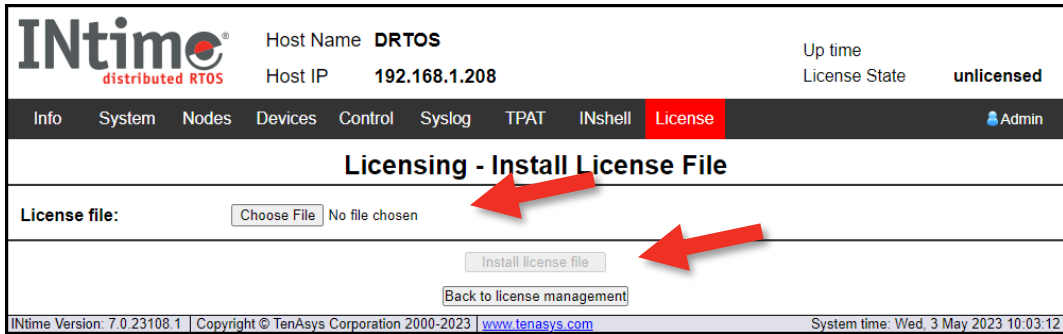 INtime®
distributed RTOS
Host Name DRTOS
Host IP 192.168.1.208
Up time
License State unlicensed
Info System Nodes Devices Control Syslog TPAT INshell License Admin
Licensing - Install License File
License file: Choose File No file chosen
Install license file
Back to license management
INtime Version: 7.0.23108.1 Copyright © TenAsys Corporation 2000-2023 www.tenasys.com System time: Wed, 3 May 2023 10:03:12